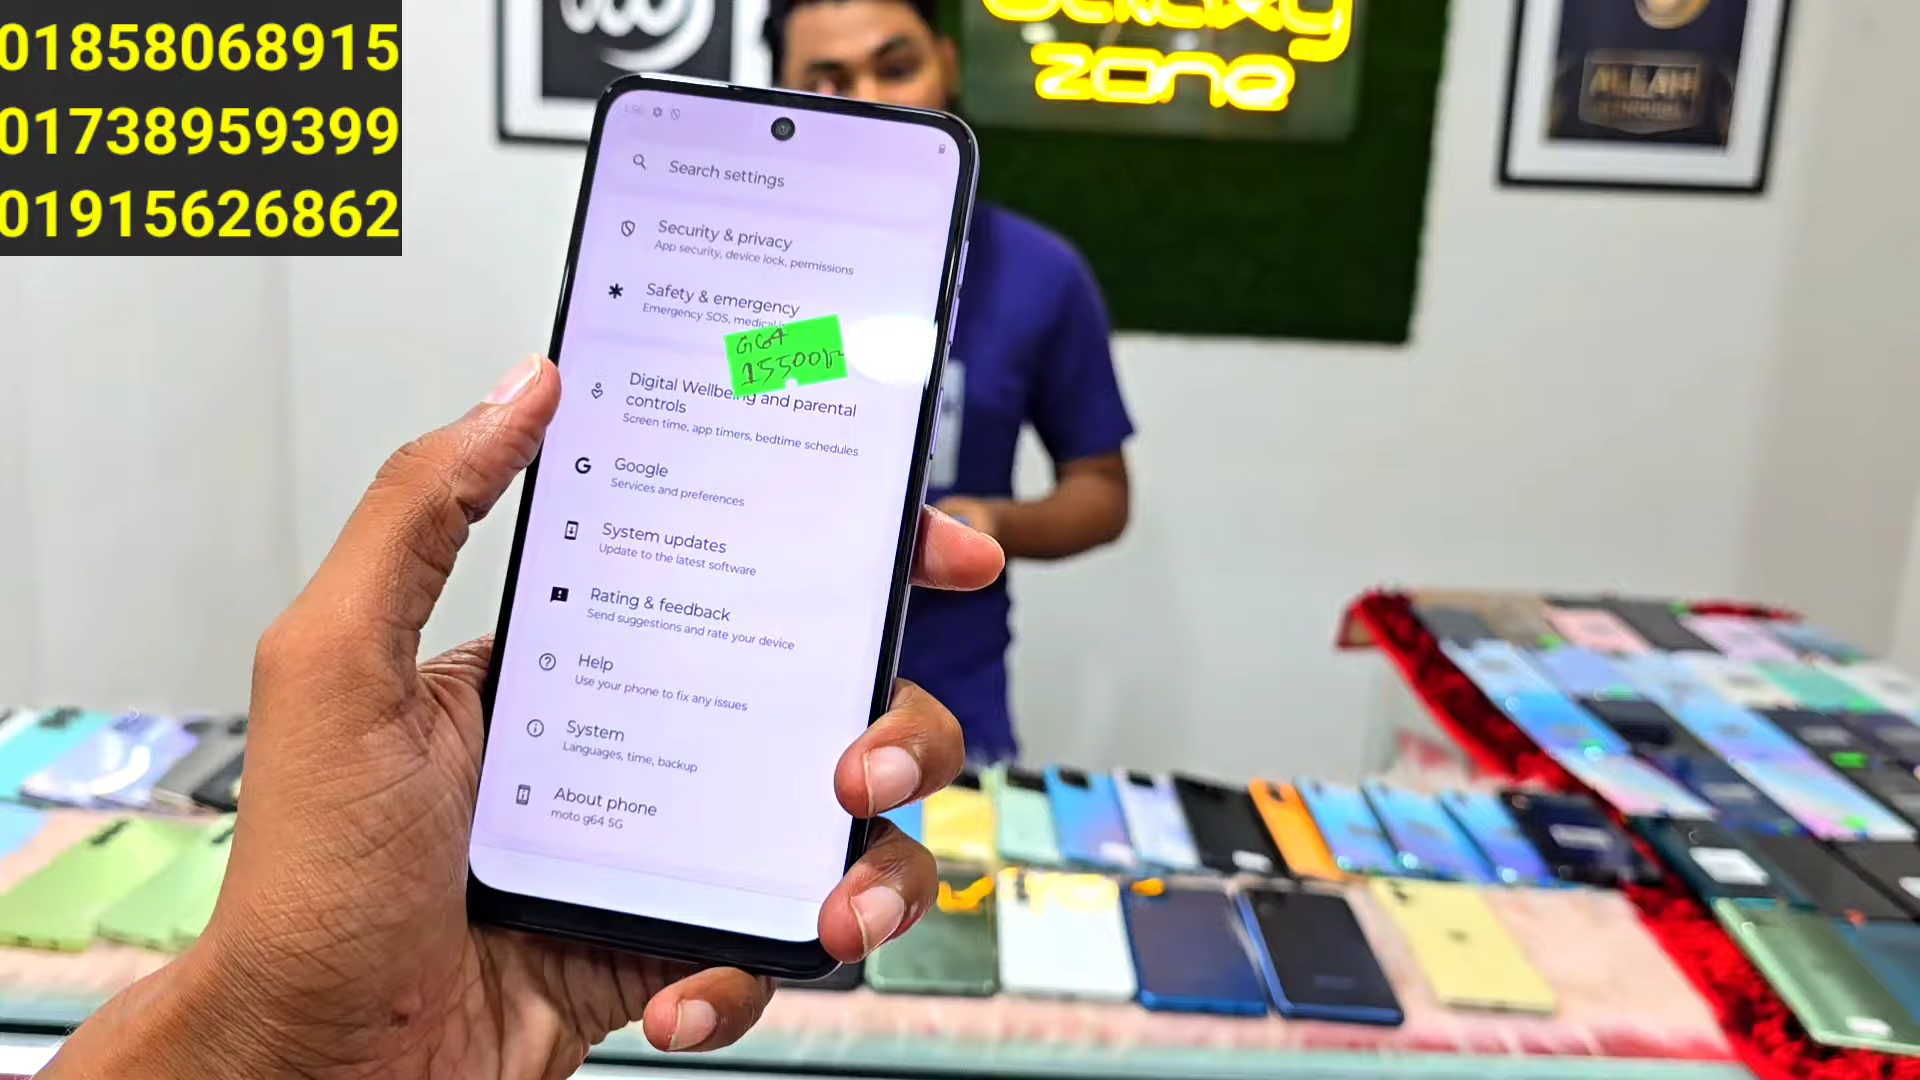 01858068915
01738959399
01915626862
Galaxy
zone
ALLAH
Search settings
Security & privacy
App security, device lock, permissions
Safety & emergency
Emergency SOS, medical
G64
15500৳
Digital Wellbeing and parental
controls
Screen time, app timers, bedtime schedules
Google
Services and preferences
System updates
Update to the latest software
Rating & feedback
Send suggestions and rate your device
Help
Use your phone to fix any issues
System
Languages, time, backup
About phone
moto g64 5G